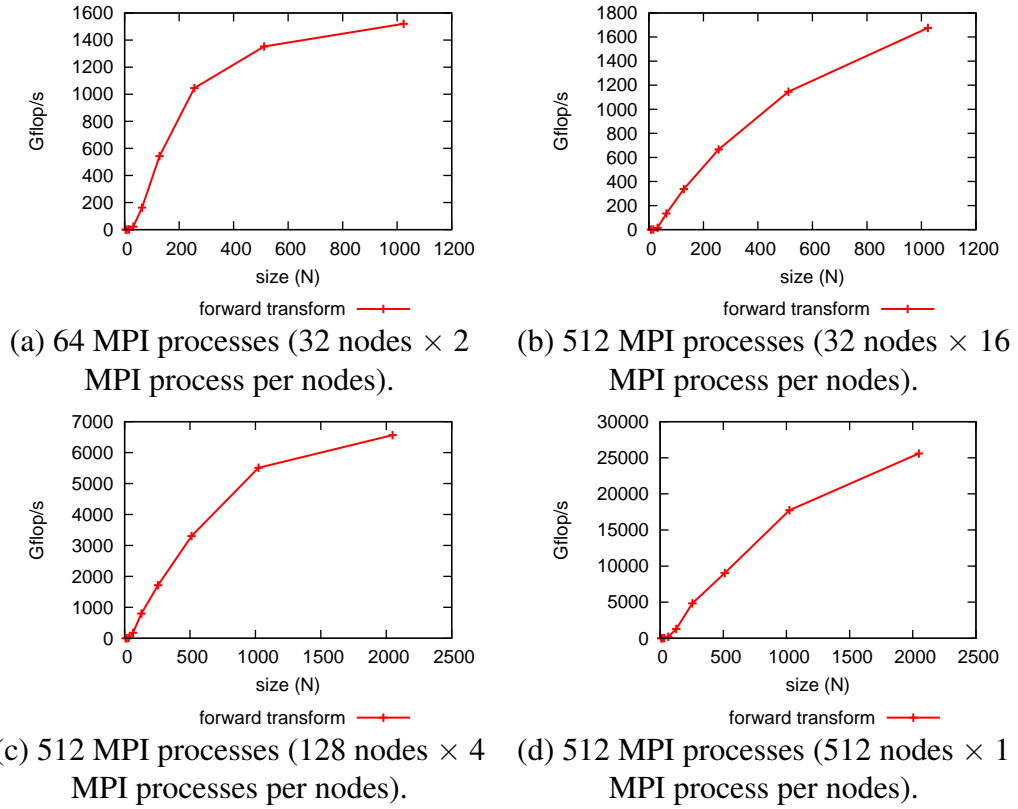 1600
1400
1200
1000
800
600
400
200
0
Gflop/s
0 200 400 600 800 1000 1200
size (N)
forward transform
(a) 64 MPI processes (32 nodes × 2
MPI process per nodes).
1800
1600
1400
1200
1000
800
600
400
200
0
Gflop/s
0 200 400 600 800 1000 1200
size (N)
forward transform
(b) 512 MPI processes (32 nodes × 16
MPI process per nodes).
7000
6000
5000
4000
3000
2000
1000
0
Gflop/s
0 500 1000 1500 2000 2500
size (N)
forward transform
c) 512 MPI processes (128 nodes × 4
MPI processes per nodes).
30000
25000
20000
15000
10000
5000
0
Gflop/s
0 500 1000 1500 2000 2500
size (N)
forward transform
(d) 512 MPI processes (512 nodes × 1
MPI process per nodes).